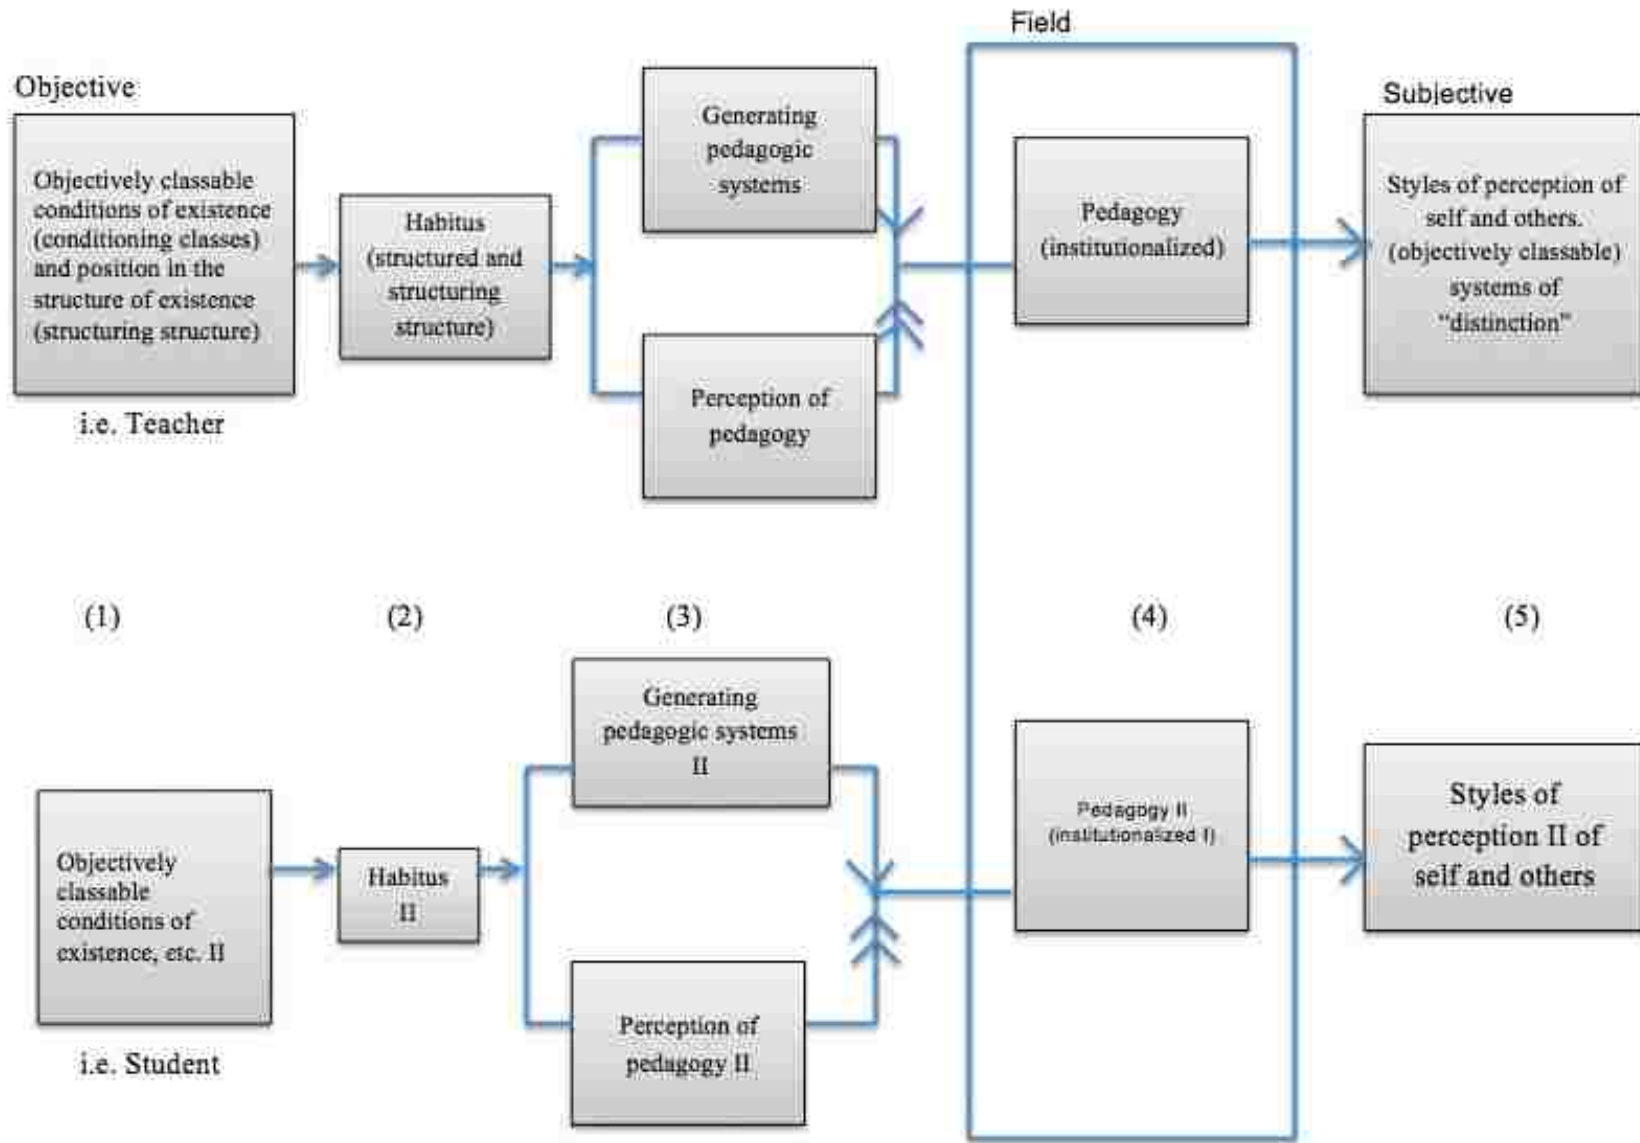 Field
Objective
Subjective
Objectively classable
conditions of existence
(conditioning classes)
and position in the
structure of existence
(structuring structure)
i.e. Teacher
Habitus
(structured and
structuring
structure)
Generating
pedagogic
systems
Perception of
pedagogy
Pedagogy
(institutionalized)
Styles of perception of
self and others.
(objectively classable)
systems of
“distinction”
(1)
(2)
(3)
(4)
(5)
Objectively
classable
conditions of
existence, etc. II
i.e. Student
Habitus
II
Generating
pedagogic systems
II
Perception of
pedagogy II
Pedagogy II
(institutionalized I)
Styles of
perception II of
self and others